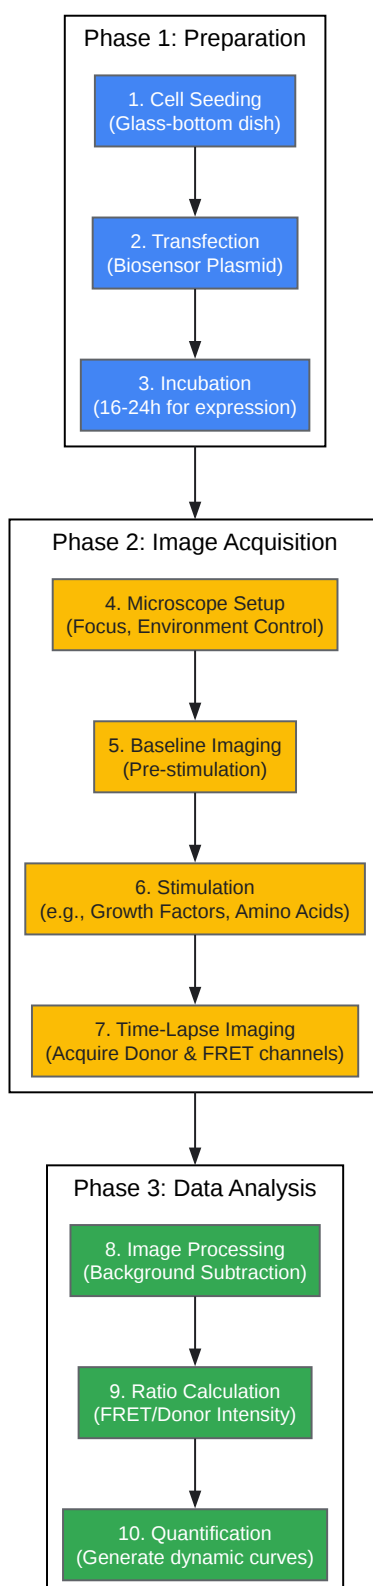 Phase 1: Preparation
1. Cell Seeding
(Glass-bottom dish)
2. Transfection
(Biosensor Plasmid)
3. Incubation
(16-24h for expression)
Phase 2: Image Acquisition
4. Microscope Setup
(Focus, Environment Control)
5. Baseline Imaging
(Pre-stimulation)
6. Stimulation
(e.g., Growth Factors, Amino Acids)
7. Time-Lapse Imaging
(Acquire Donor & FRET channels)
Phase 3: Data Analysis
8. Image Processing
(Background Subtraction)
9. Ratio Calculation
(FRET/Donor Intensity)
10. Quantification
(Generate dynamic curves)